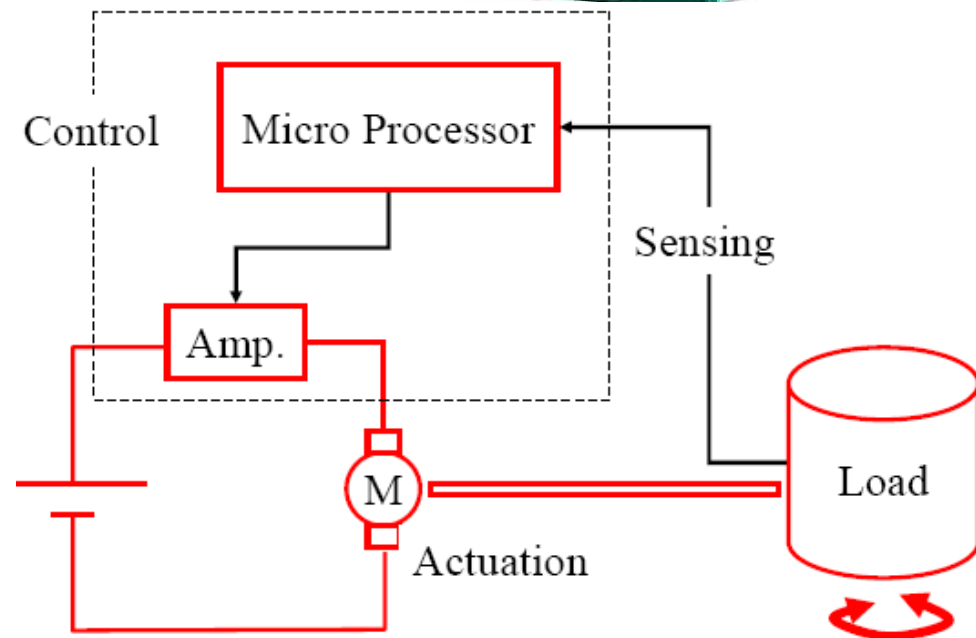 Control
Micro Processor
Sensing
Amp.
M
Load
Actuation